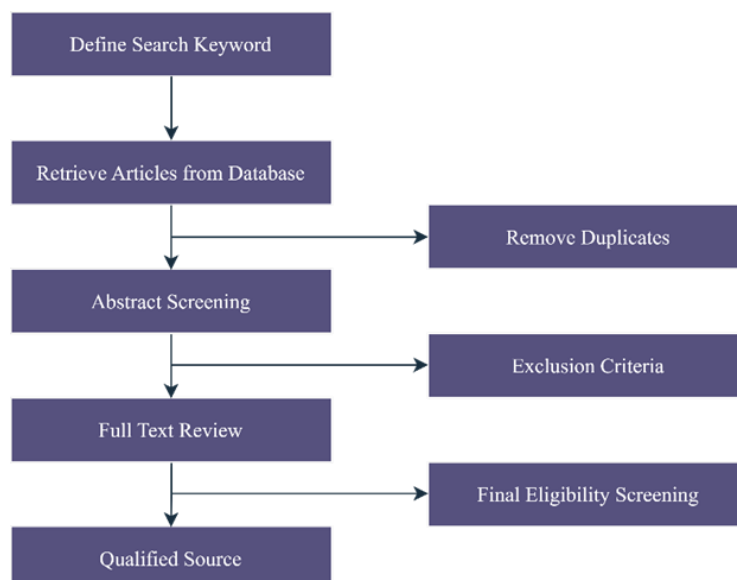 Define Search Keyword
Retrieve Articles from Database
Remove Duplicates
Abstract Screening
Exclusion Criteria
Full Text Review
Final Eligibility Screening
Qualified Source